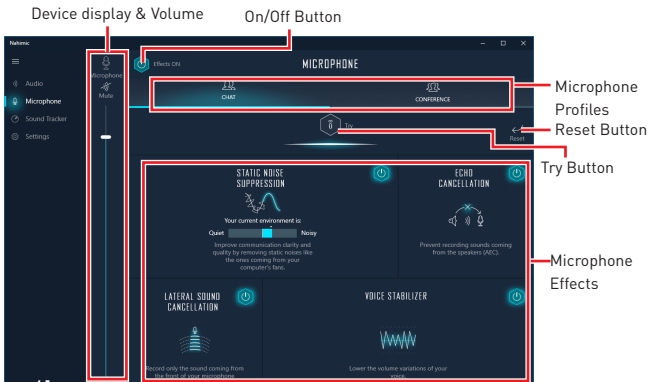 Device display & Volume
On/Off Button
Nahimic
Effects ON
MICROPHONE
Microphone
Mute
Audio
Microphone
Sound Tracker
Settings
CHAT
CONFERENCE
Microphone
Profiles
Try
Reset
Reset Button
Try Button
STATIC NOISE
SUPPRESSION
Your current environment is:
Quiet
Noisy
Improve communication clarity and
quality by removing static noises like
the ones coming from your
computer's fans.
ECHO
CANCELLATION
Prevent recording sounds coming
from the speakers (AEC).
Microphone
Effects
LATERAL SOUND
CANCELLATION
Record only the sound coming from
the front of your microphone
VOICE STABILIZER
Lower the volume variations of your
voice.